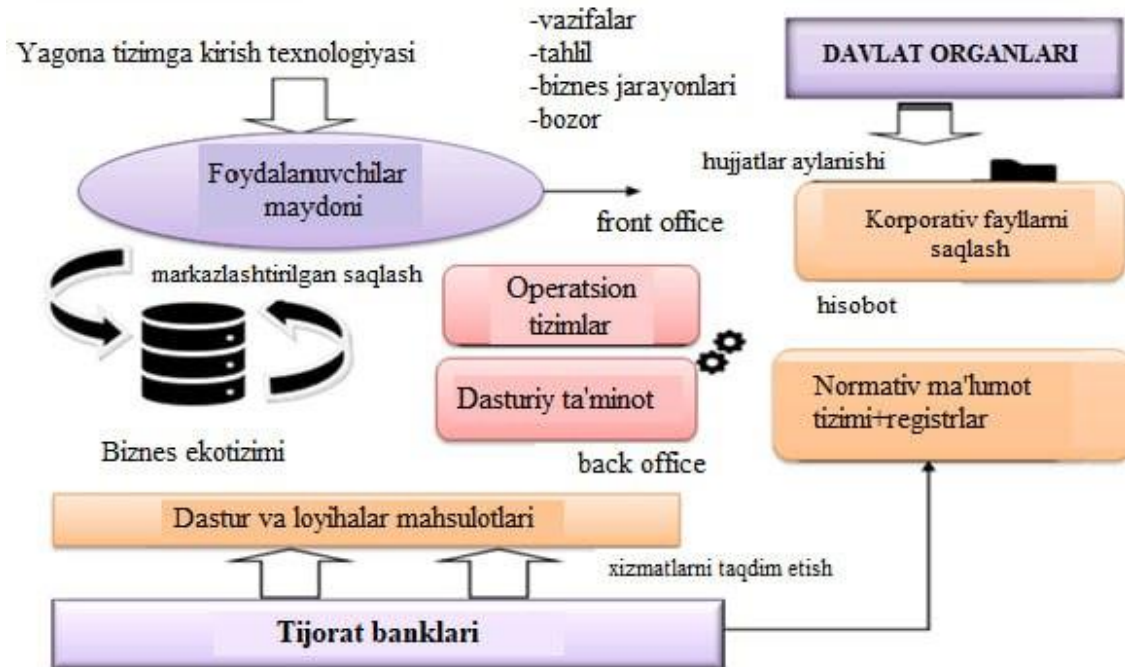 Yagona tizimga kirish texnologiyasi
-vazifalar
-tahlil
-biznes jarayonlari
-bozor
DAVLAT ORGANLARI
Foydalanuvchilar
maydoni
front office
hujjatlar aylanishi
Korporativ fayllarni
saqlash
markazlashtirilgan saqlash
Operatsion
tizimlar
hisobot
Dasturiy ta'minot
Normativ ma'lumot
tizimi+registrlar
Biznes ekotizimi
back office
Dastur va loyihalar mahsulotlari
xizmatlarni taqdim etish
Tijorat banklari